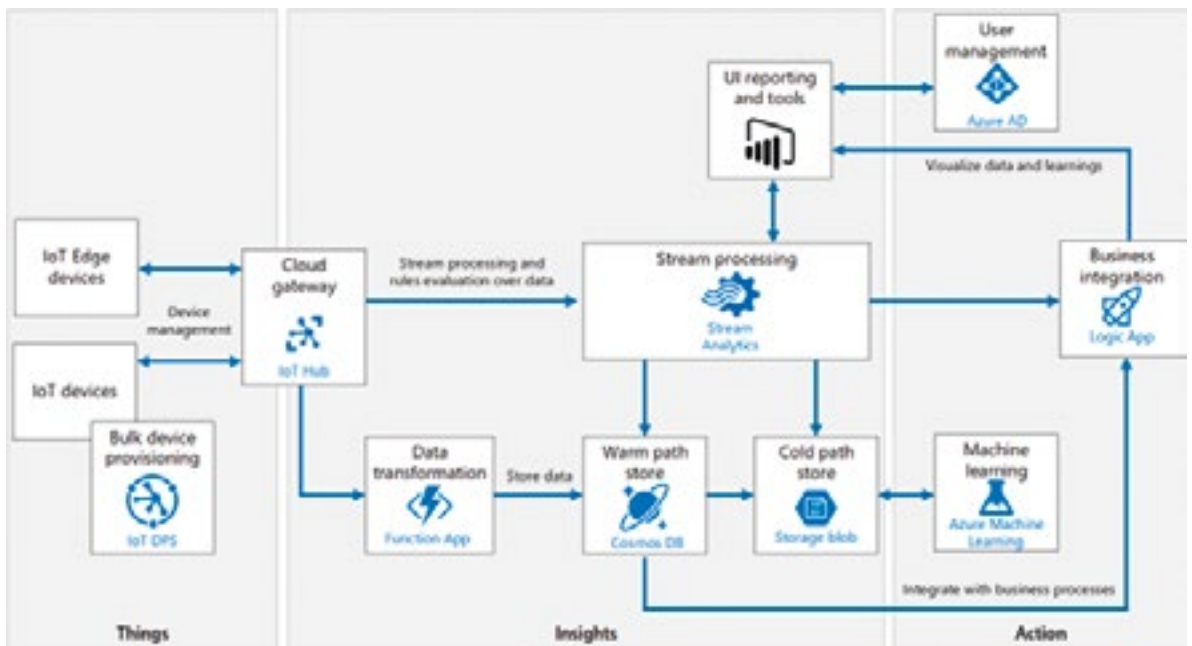 User
management
Azure AD
UI reporting
and tools
Visualize data and learnings
IoT Edge
devices
Cloud
gateway
IoT Hub
Stream processing and
rules evaluation over data
Stream processing
Stream
Analytics
Business
integration
Logic App
Device
management
IoT devices
Bulk device
provisioning
IoT DPS
Data
transformation
Function App
Store data
Warm path
store
Cosmos DB
Cold path
store
Storage blob
Machine
learning
Azure Machine
Learning
Integrate with business processes
Things
Insights
Action